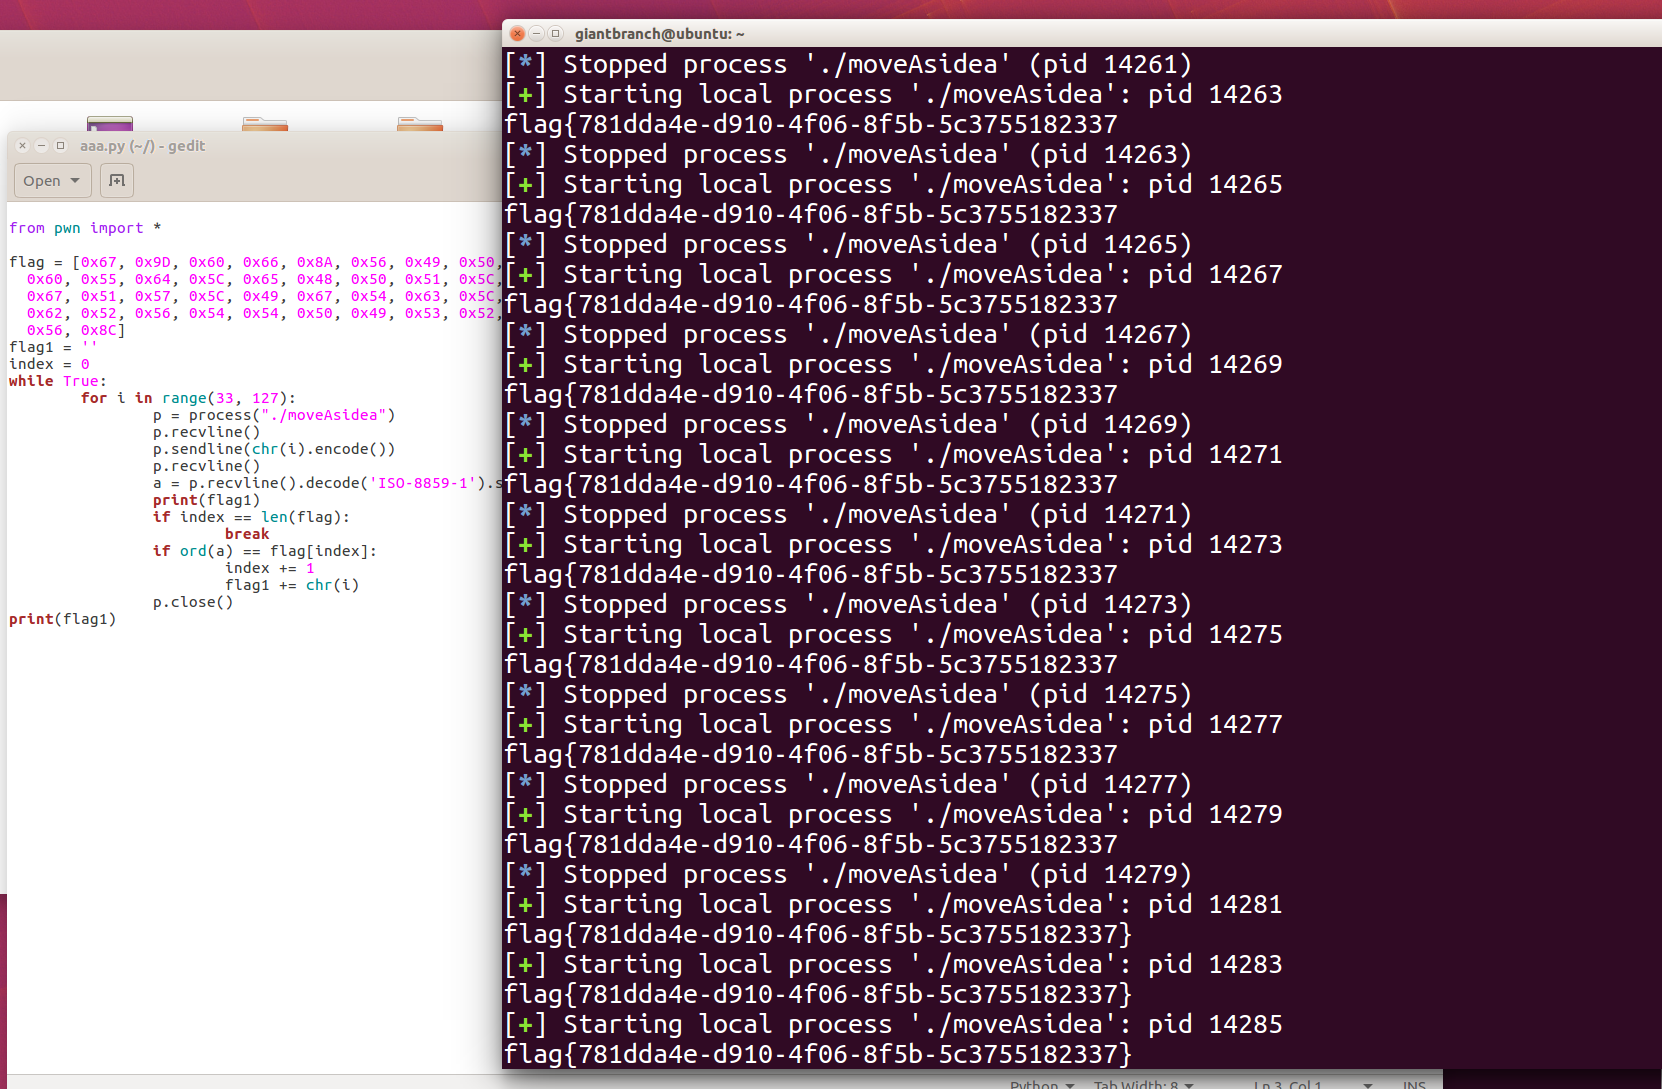 aaa.py (~/) - gedit
Open
from pwn import *
flag = [0x67, 0x9D, 0x60, 0x66, 0x8A, 0x56, 0x49, 0x50,
0x60, 0x55, 0x64, 0x5C, 0x65, 0x48, 0x50, 0x51, 0x5C,
0x67, 0x51, 0x57, 0x5C, 0x49, 0x67, 0x54, 0x63, 0x5C,
0x62, 0x52, 0x56, 0x54, 0x54, 0x50, 0x49, 0x53, 0x52,
0x56, 0x8C]
flag1 = ''
index = 0
while True:
for i in range(33, 127):
p = process("./moveAsidea")
p.recvline()
p.sendline(chr(i).encode())
p.recvline()
a = p.recvline().decode('ISO-8859-1').s
print(flag1)
if index == len(flag):
break
if ord(a) == flag[index]:
index += 1
flag1 += chr(i)
p.close()
print(flag1)
giantbranch@ubuntu: ~
[*] Stopped process './moveAsidea' (pid 14261)
[+] Starting local process './moveAsidea': pid 14263
flag{781dda4e-d910-4f06-8f5b-5c3755182337
[*] Stopped process './moveAsidea' (pid 14263)
[+] Starting local process './moveAsidea': pid 14265
flag{781dda4e-d910-4f06-8f5b-5c3755182337
[*] Stopped process './moveAsidea' (pid 14265)
[+] Starting local process './moveAsidea': pid 14267
flag{781dda4e-d910-4f06-8f5b-5c3755182337
[*] Stopped process './moveAsidea' (pid 14267)
[+] Starting local process './moveAsidea': pid 14269
flag{781dda4e-d910-4f06-8f5b-5c3755182337
[*] Stopped process './moveAsidea' (pid 14269)
[+] Starting local process './moveAsidea': pid 14271
flag{781dda4e-d910-4f06-8f5b-5c3755182337
[*] Stopped process './moveAsidea' (pid 14271)
[+] Starting local process './moveAsidea': pid 14273
flag{781dda4e-d910-4f06-8f5b-5c3755182337
[*] Stopped process './moveAsidea' (pid 14273)
[+] Starting local process './moveAsidea': pid 14275
flag{781dda4e-d910-4f06-8f5b-5c3755182337
[*] Stopped process './moveAsidea' (pid 14275)
[+] Starting local process './moveAsidea': pid 14277
flag{781dda4e-d910-4f06-8f5b-5c3755182337
[*] Stopped process './moveAsidea' (pid 14277)
[+] Starting local process './moveAsidea': pid 14279
flag{781dda4e-d910-4f06-8f5b-5c3755182337
[*] Stopped process './moveAsidea' (pid 14279)
[+] Starting local process './moveAsidea': pid 14281
flag{781dda4e-d910-4f06-8f5b-5c3755182337}
[+] Starting local process './moveAsidea': pid 14283
flag{781dda4e-d910-4f06-8f5b-5c3755182337}
[+] Starting local process './moveAsidea': pid 14285
flag{781dda4e-d910-4f06-8f5b-5c3755182337}
Python Tab Width: 8 Ln 3, Col 1 INS